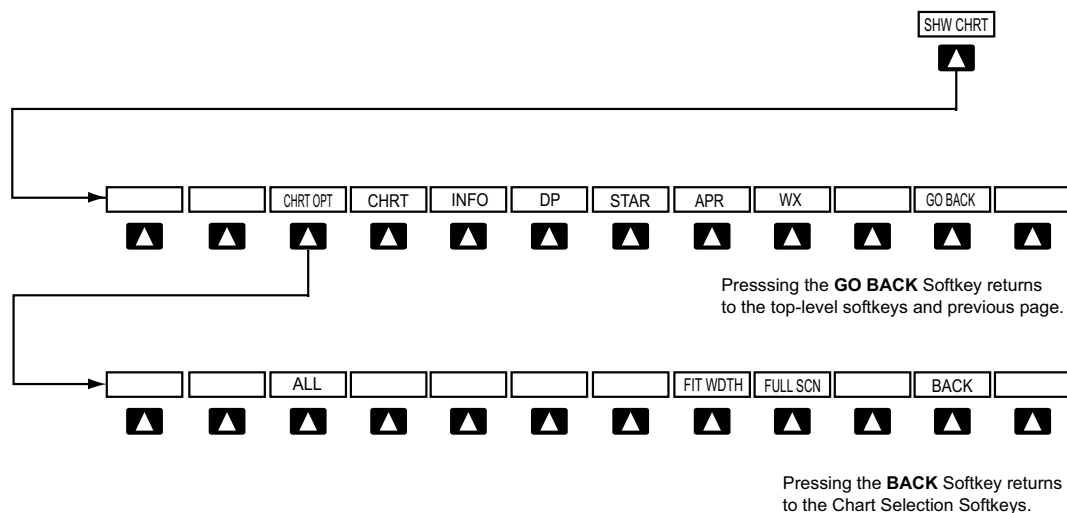 SHW CHRT
CHRT OPT CHRT INFO DP STAR APR WX GO BACK
Presssing the GO BACK Softkey returns
to the top-level softkeys and previous page.
ALL FIT WDTH FULL SCN BACK
Pressing the BACK Softkey returns
to the Chart Selection Softkeys.